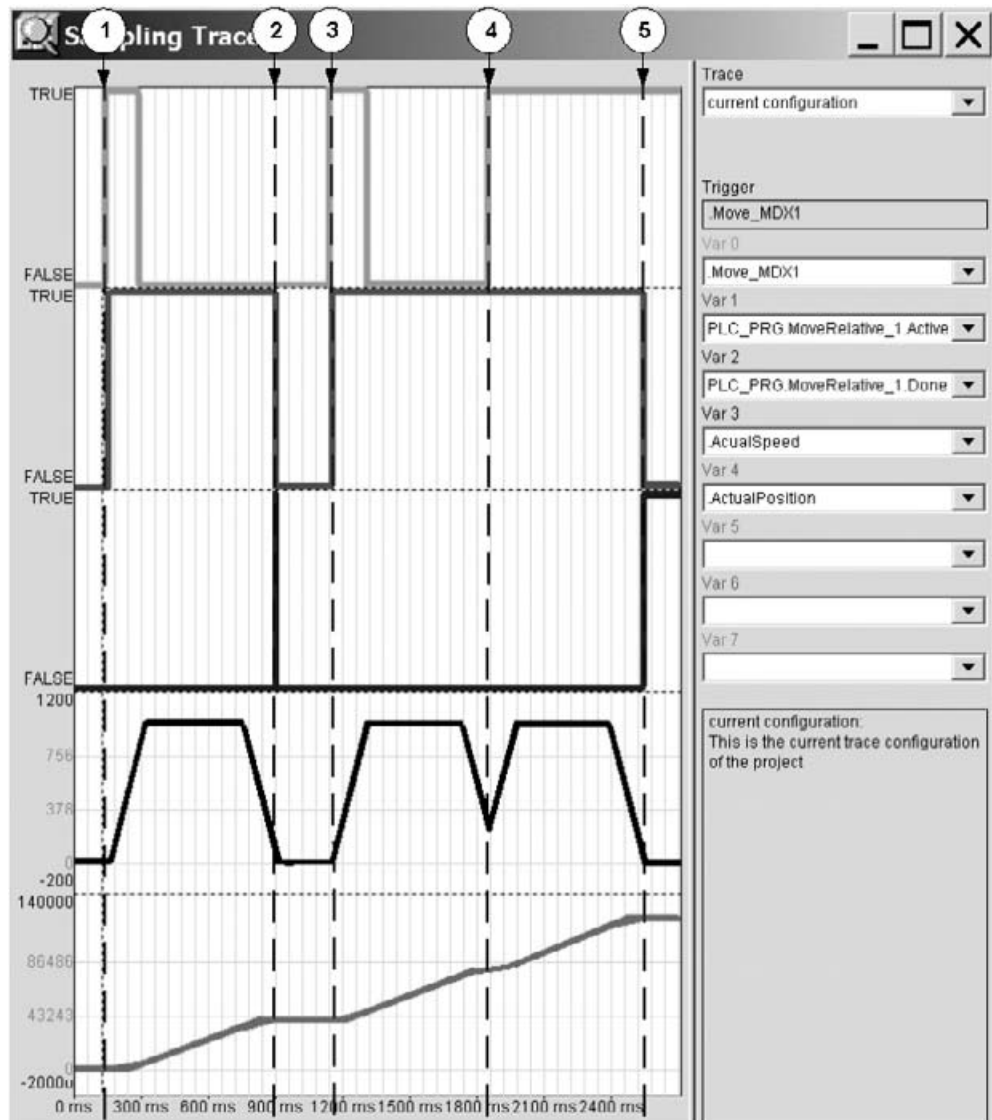 1 2 3 4 5
Sampling Trace
Trace
current configuration
Trigger
.Move_MDX1
Var 0
.Move_MDX1
Var 1
PLC_PRG.MoveRelative_1.Active
Var 2
PLC_PRG.MoveRelative_1.Done
Var 3
.AcualSpeed
Var 4
.ActualPosition
Var 5
Var 6
Var 7
current configuration:
This is the current trace configuration
of the project
TRUE
FALSE
TRUE
FALSE
TRUE
FALSE
1200
756
378
0
-200
140000
86486
43243
0
-2000u
0 ms 300 ms 600 ms 900 ms 1200 ms 1500 ms 1800 ms 2100 ms 2400 ms